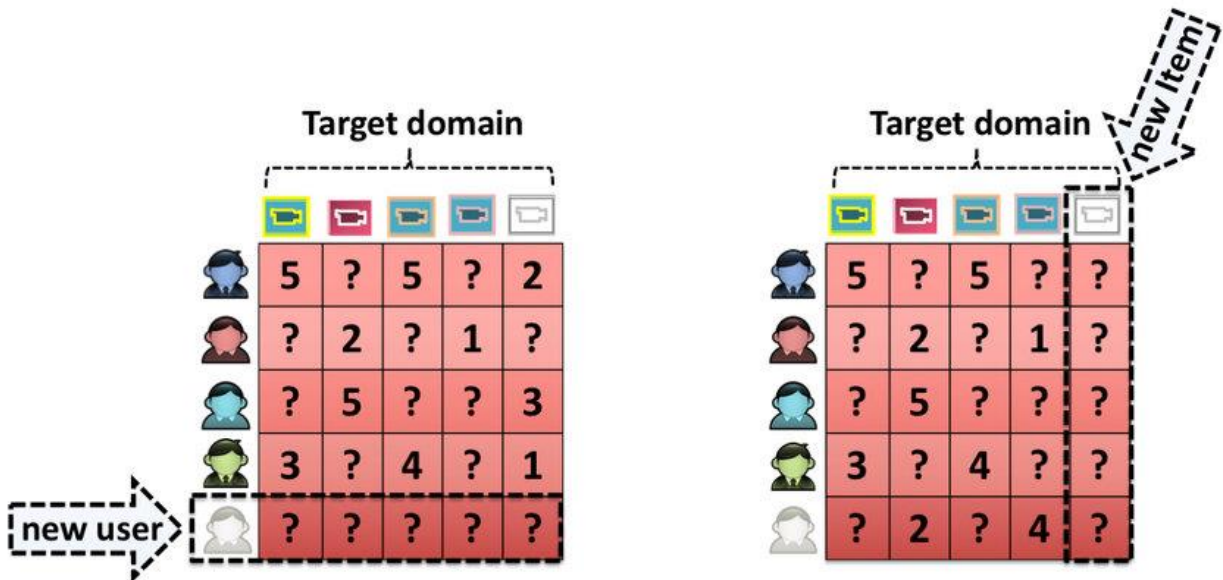 Target domain
5 ? 5 ? 2
? 2 ? 1 ?
? 5 ? ? 3
3 ? 4 ? 1
new user
? ? ? ? ?
new Item
Target domain
5 ? 5 ? ?
? 2 ? 1 ?
? 5 ? ? ?
3 ? 4 ? ?
? 2 ? 4 ?